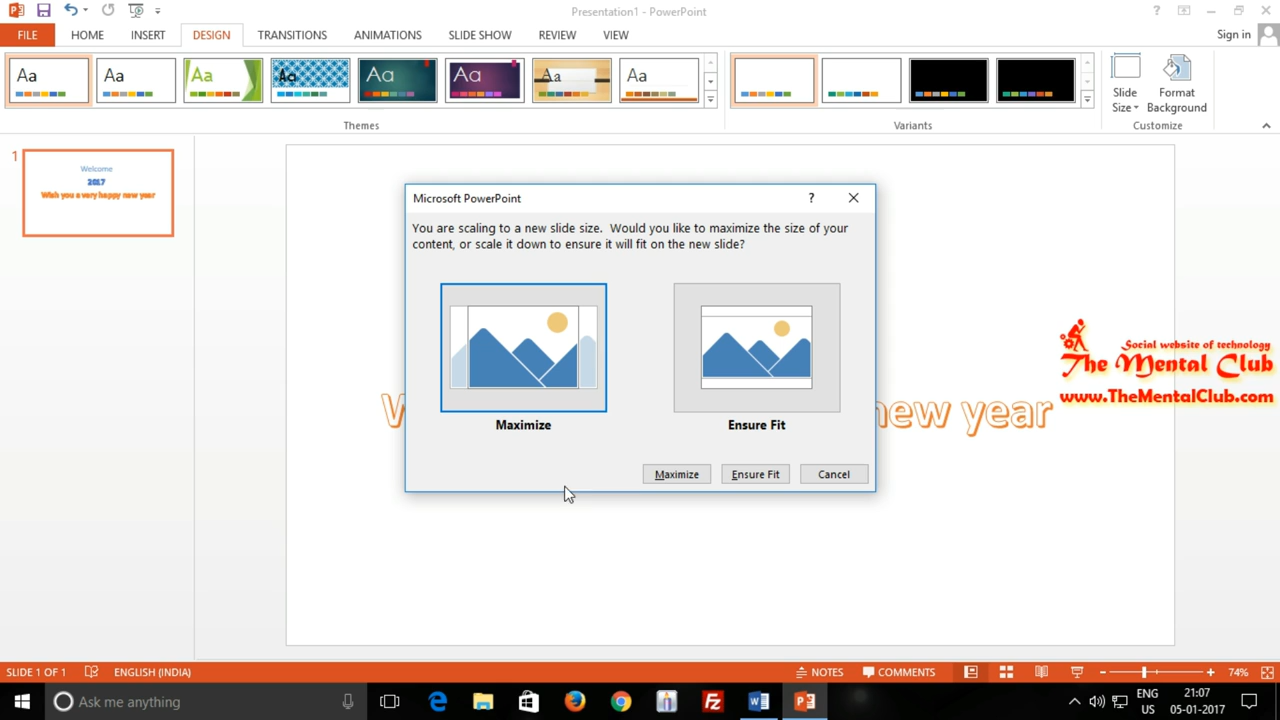 Presentation1 - PowerPoint
FILE HOME INSERT DESIGN TRANSITIONS ANIMATIONS SLIDE SHOW REVIEW VIEW
Sign in
Aa Aa Aa Aa Aa Aa Aa Aa
Slide Size
Format Background
Themes
Variants
Customize
1
Welcome
2017
Wish you a very happy new year
Microsoft PowerPoint
You are scaling to a new slide size. Would you like to maximize the size of your
content, or scale it down to ensure it will fit on the new slide?
Maximize
Ensure Fit
Maximize Ensure Fit Cancel
new year
Social website of technology
The Mental Club
www.TheMentalClub.com
SLIDE 1 OF 1 ENGLISH (INDIA) NOTES COMMENTS 74%
Ask me anything
ENG
US
21:07
05-01-2017